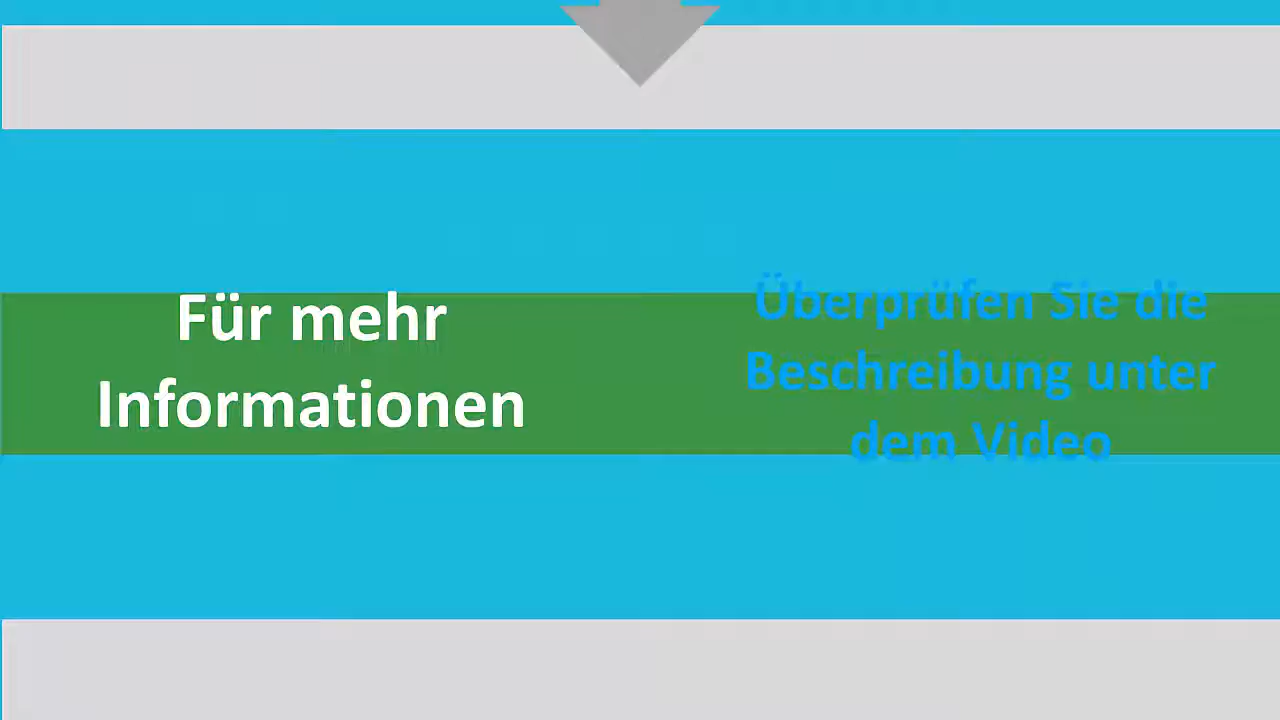 Für mehr
Informationen
Überprüfen Sie die
Beschreibung unter
dem Video